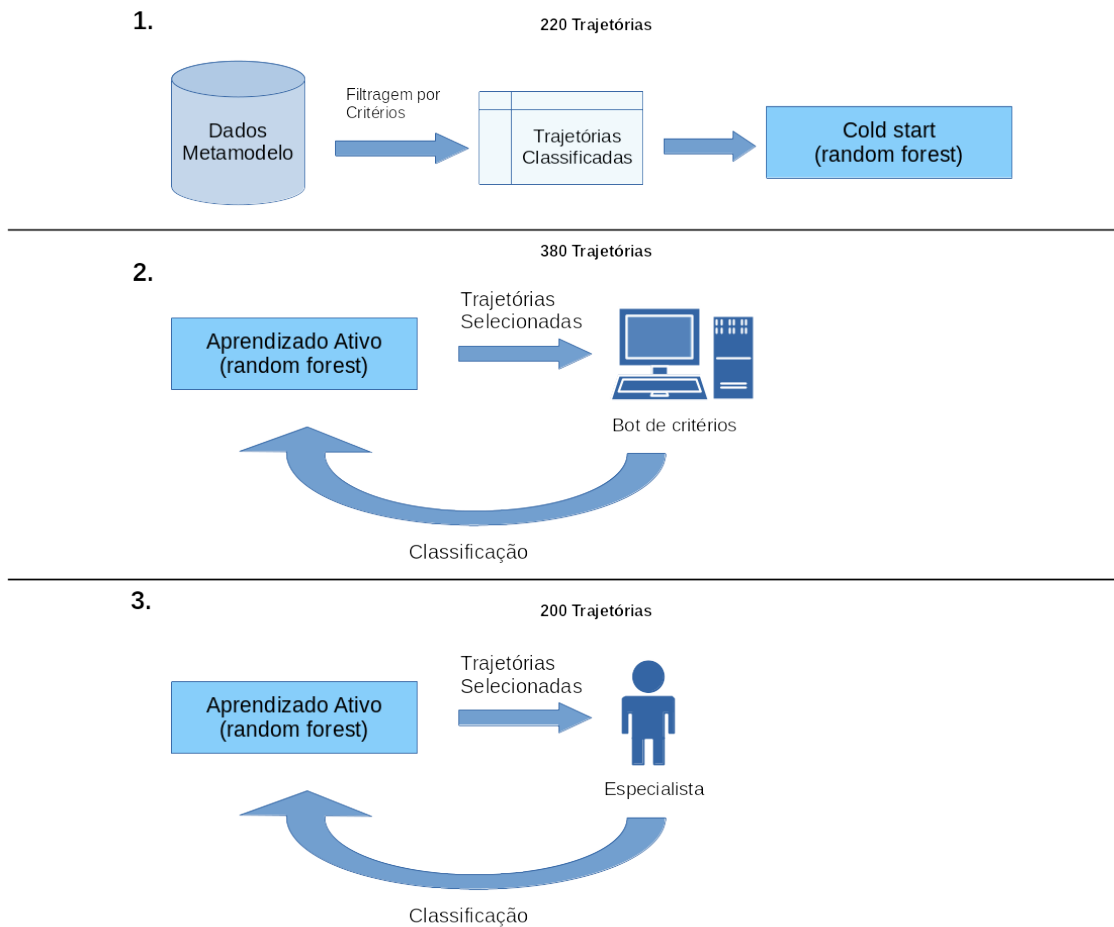 1.
220 Trajetórias
Dados
Metamodelo
Filtragem por
Critérios
Trajetórias
Classificadas
Cold start
(random forest)
2.
380 Trajetórias
Aprendizado Ativo
(random forest)
Trajetórias
Selecionadas
Bot de critérios
Classificação
3.
200 Trajetórias
Aprendizado Ativo
(random forest)
Trajetórias
Selecionadas
Especialista
Classificação